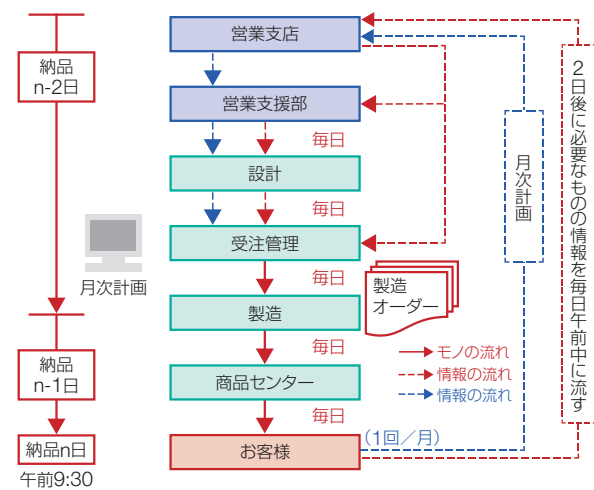 納品
n-2日
月次計画
納品
n-1日
納品n日
午前9:30
営業支店
営業支援部
毎日
設計
毎日
受注管理
毎日
製造
オーダー
製造
毎日
商品センター
毎日
お客様
(1回／月)
モノの流れ
情報の流れ
情報の流れ
月次計画
2日後に必要なものの情報を毎日午前中に流す